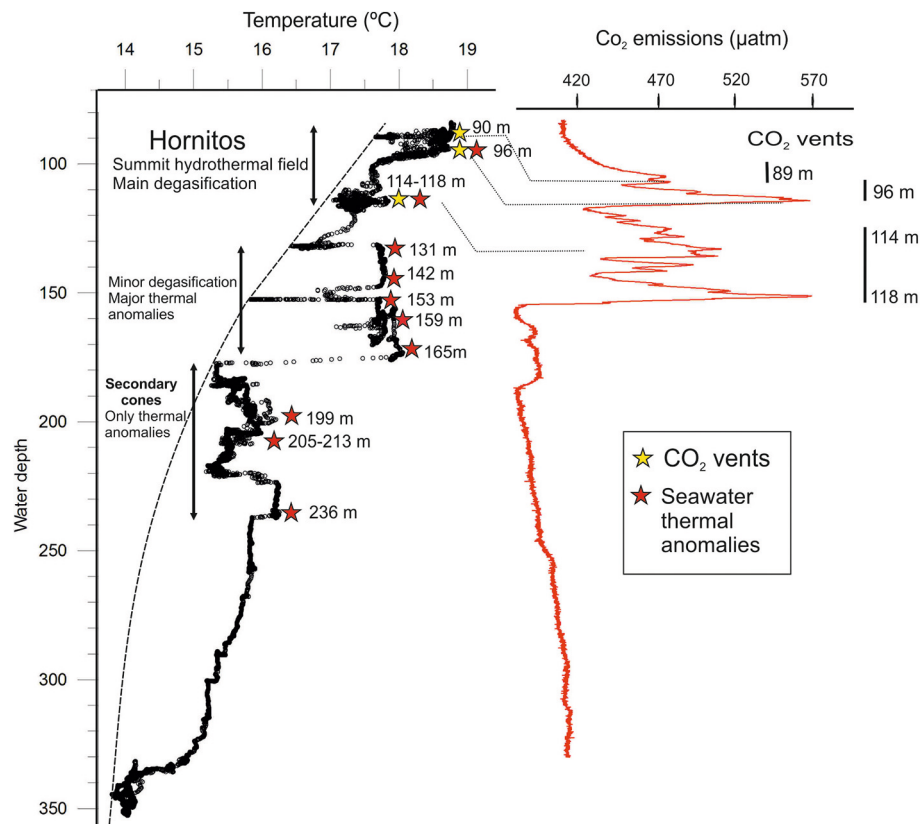 Temperature (ºC)
14 15 16 17 18 19
Co₂ emissions (µatm)
420 470 520 570
Water depth
100
150
200
250
300
350
Hornitos
Summit hydrothermal field
Main degasification
Minor degasification
Major thermal
anomalies
Secondary
cones
Only thermal
anomalies
90 m
96 m
114-118 m
131 m
142 m
153 m
159 m
165m
199 m
205-213 m
236 m
CO₂ vents
89 m
96 m
114 m
118 m
CO₂ vents
Seawater
thermal
anomalies